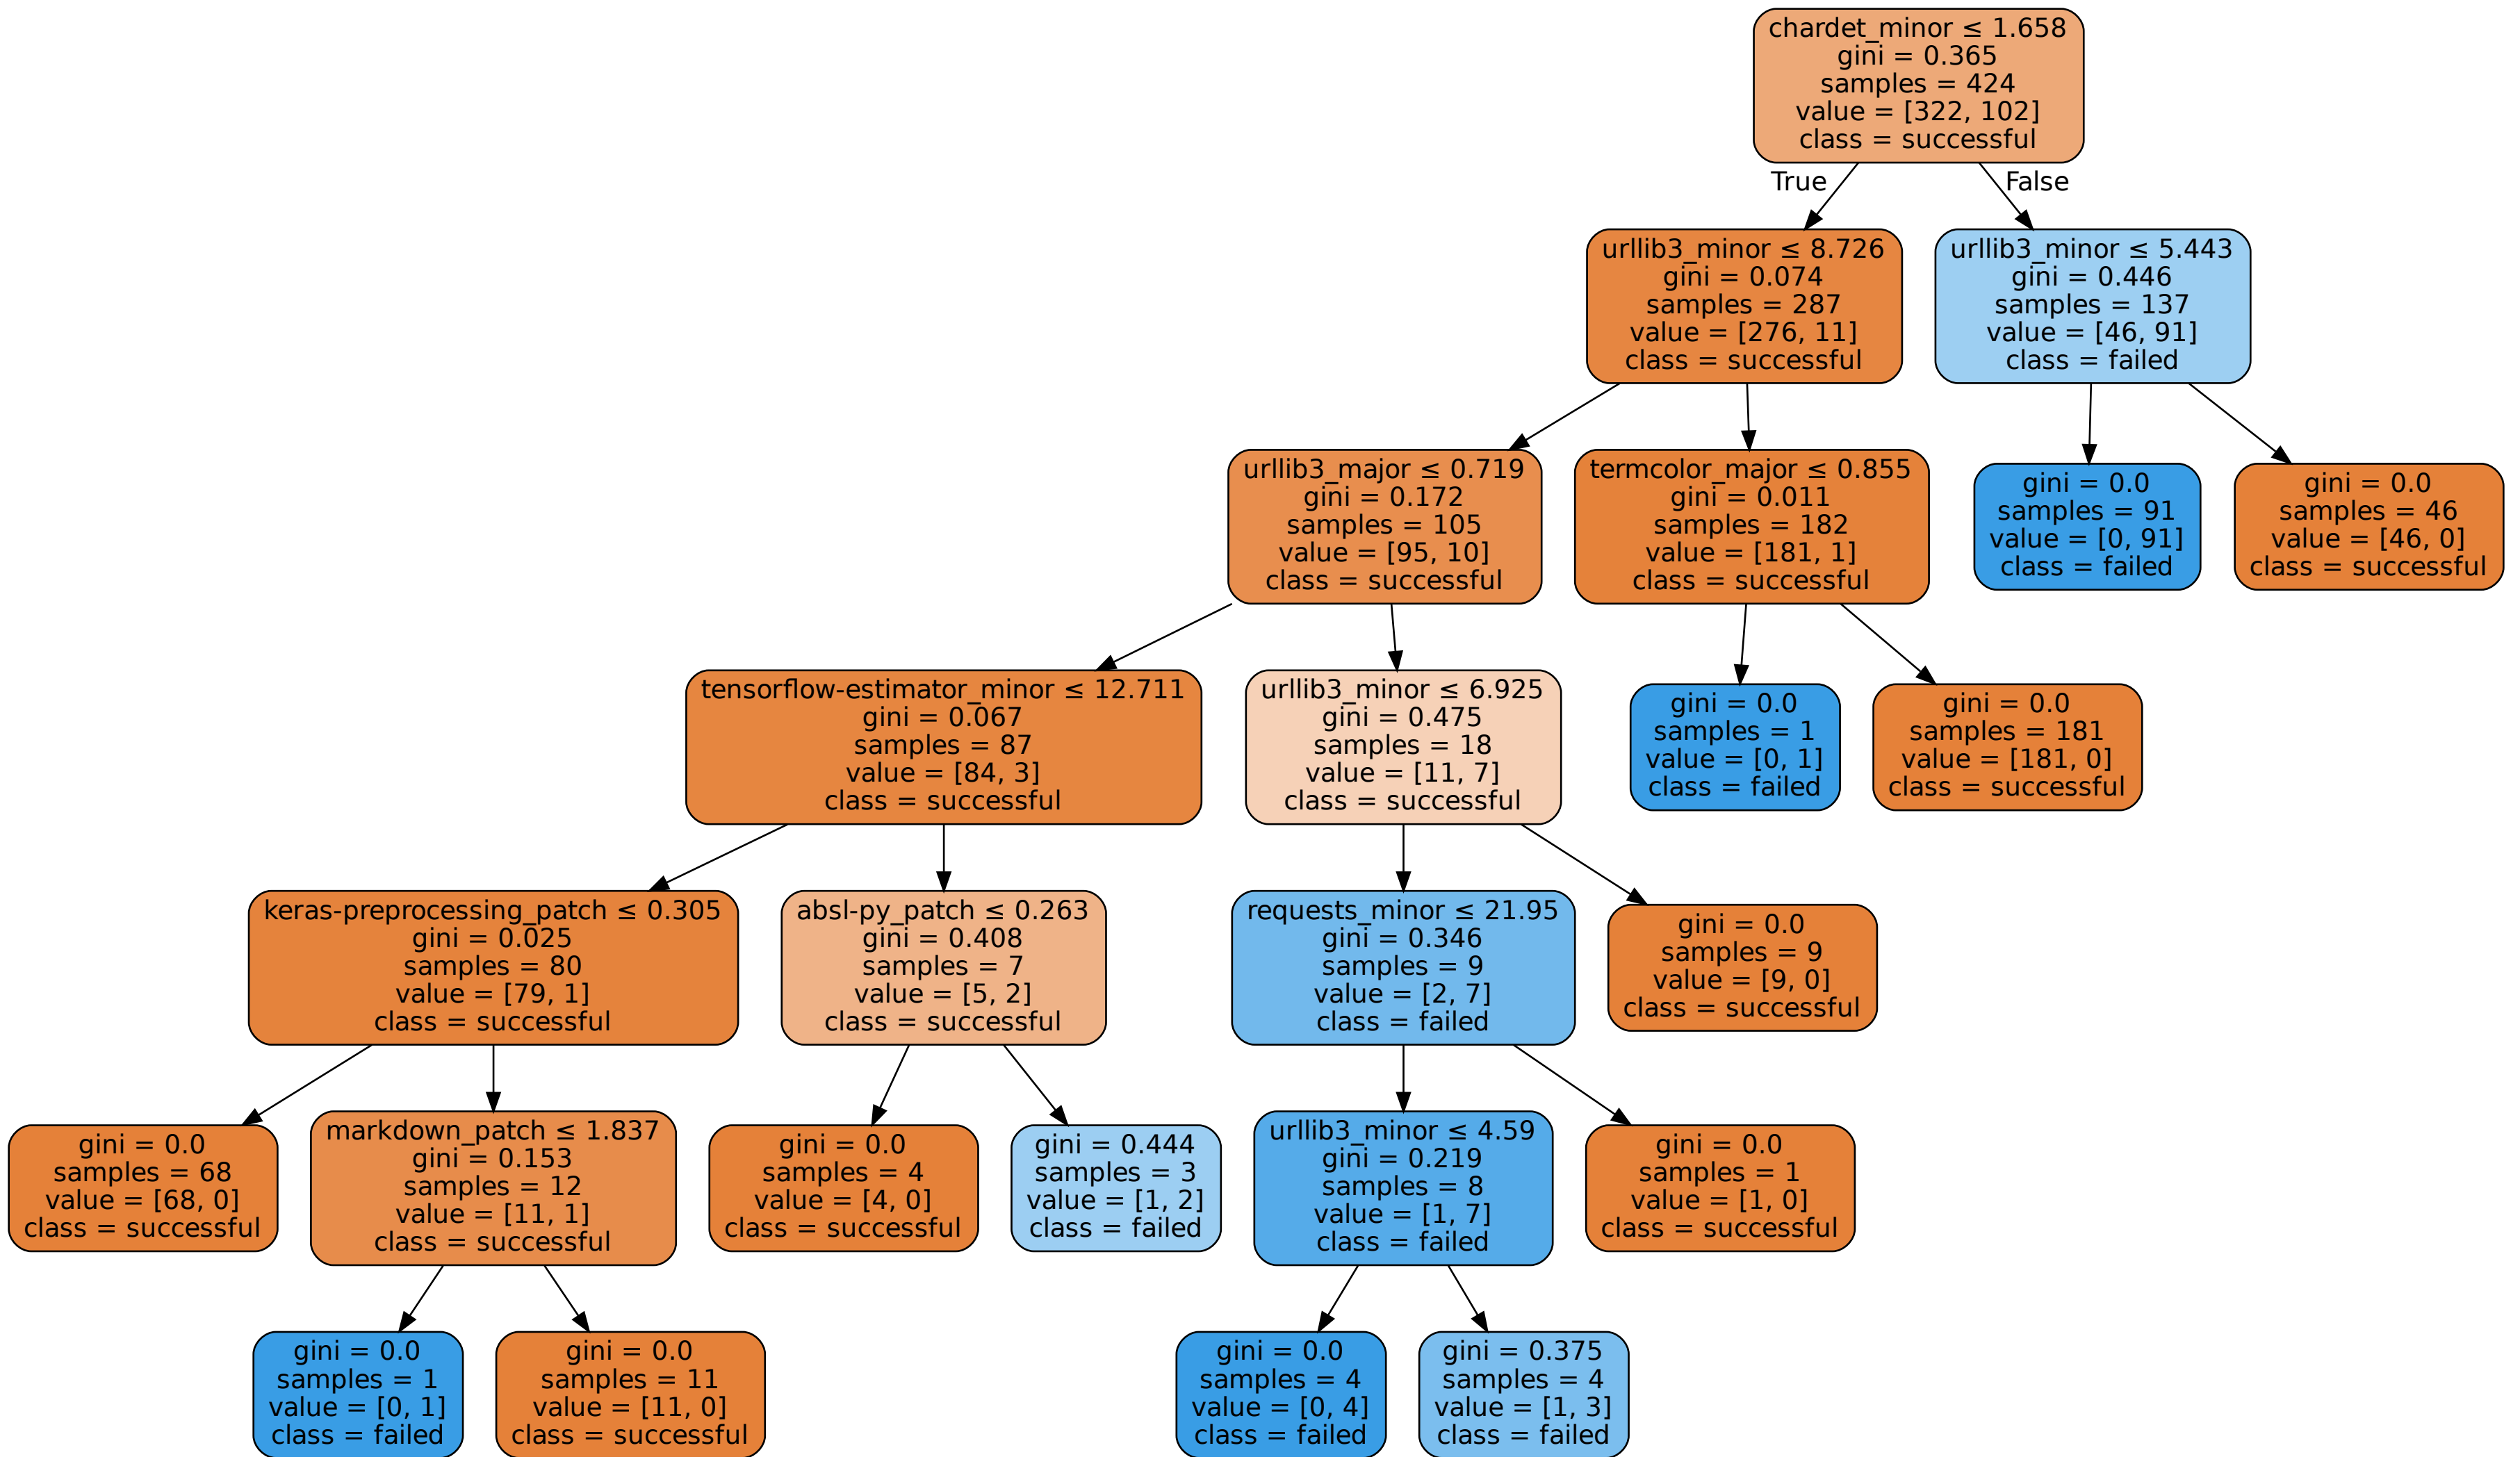 chardet_minor ≤ 1.658
gini = 0.365
samples = 424
value = [322, 102]
class = successful
True
False
urllib3_minor ≤ 8.726
gini = 0.074
samples = 287
value = [276, 11]
class = successful
urllib3_minor ≤ 5.443
gini = 0.446
samples = 137
value = [46, 91]
class = failed
urllib3_major ≤ 0.719
gini = 0.172
samples = 105
value = [95, 10]
class = successful
termcolor_major ≤ 0.855
gini = 0.011
samples = 182
value = [181, 1]
class = successful
gini = 0.0
samples = 91
value = [0, 91]
class = failed
gini = 0.0
samples = 46
value = [46, 0]
class = successful
tensorflow-estimator_minor ≤ 12.711
gini = 0.067
samples = 87
value = [84, 3]
class = successful
urllib3_minor ≤ 6.925
gini = 0.475
samples = 18
value = [11, 7]
class = successful
gini = 0.0
samples = 1
value = [0, 1]
class = failed
gini = 0.0
samples = 181
value = [181, 0]
class = successful
keras-preprocessing_patch ≤ 0.305
gini = 0.025
samples = 80
value = [79, 1]
class = successful
absl-py_patch ≤ 0.263
gini = 0.408
samples = 7
value = [5, 2]
class = successful
requests_minor ≤ 21.95
gini = 0.346
samples = 9
value = [2, 7]
class = failed
gini = 0.0
samples = 9
value = [9, 0]
class = successful
gini = 0.0
samples = 68
value = [68, 0]
class = successful
markdown_patch ≤ 1.837
gini = 0.153
samples = 12
value = [11, 1]
class = successful
gini = 0.0
samples = 4
value = [4, 0]
class = successful
gini = 0.444
samples = 3
value = [1, 2]
class = failed
urllib3_minor ≤ 4.59
gini = 0.219
samples = 8
value = [1, 7]
class = failed
gini = 0.0
samples = 1
value = [1, 0]
class = successful
gini = 0.0
samples = 1
value = [0, 1]
class = failed
gini = 0.0
samples = 11
value = [11, 0]
class = successful
gini = 0.0
samples = 4
value = [0, 4]
class = failed
gini = 0.375
samples = 4
value = [1, 3]
class = failed